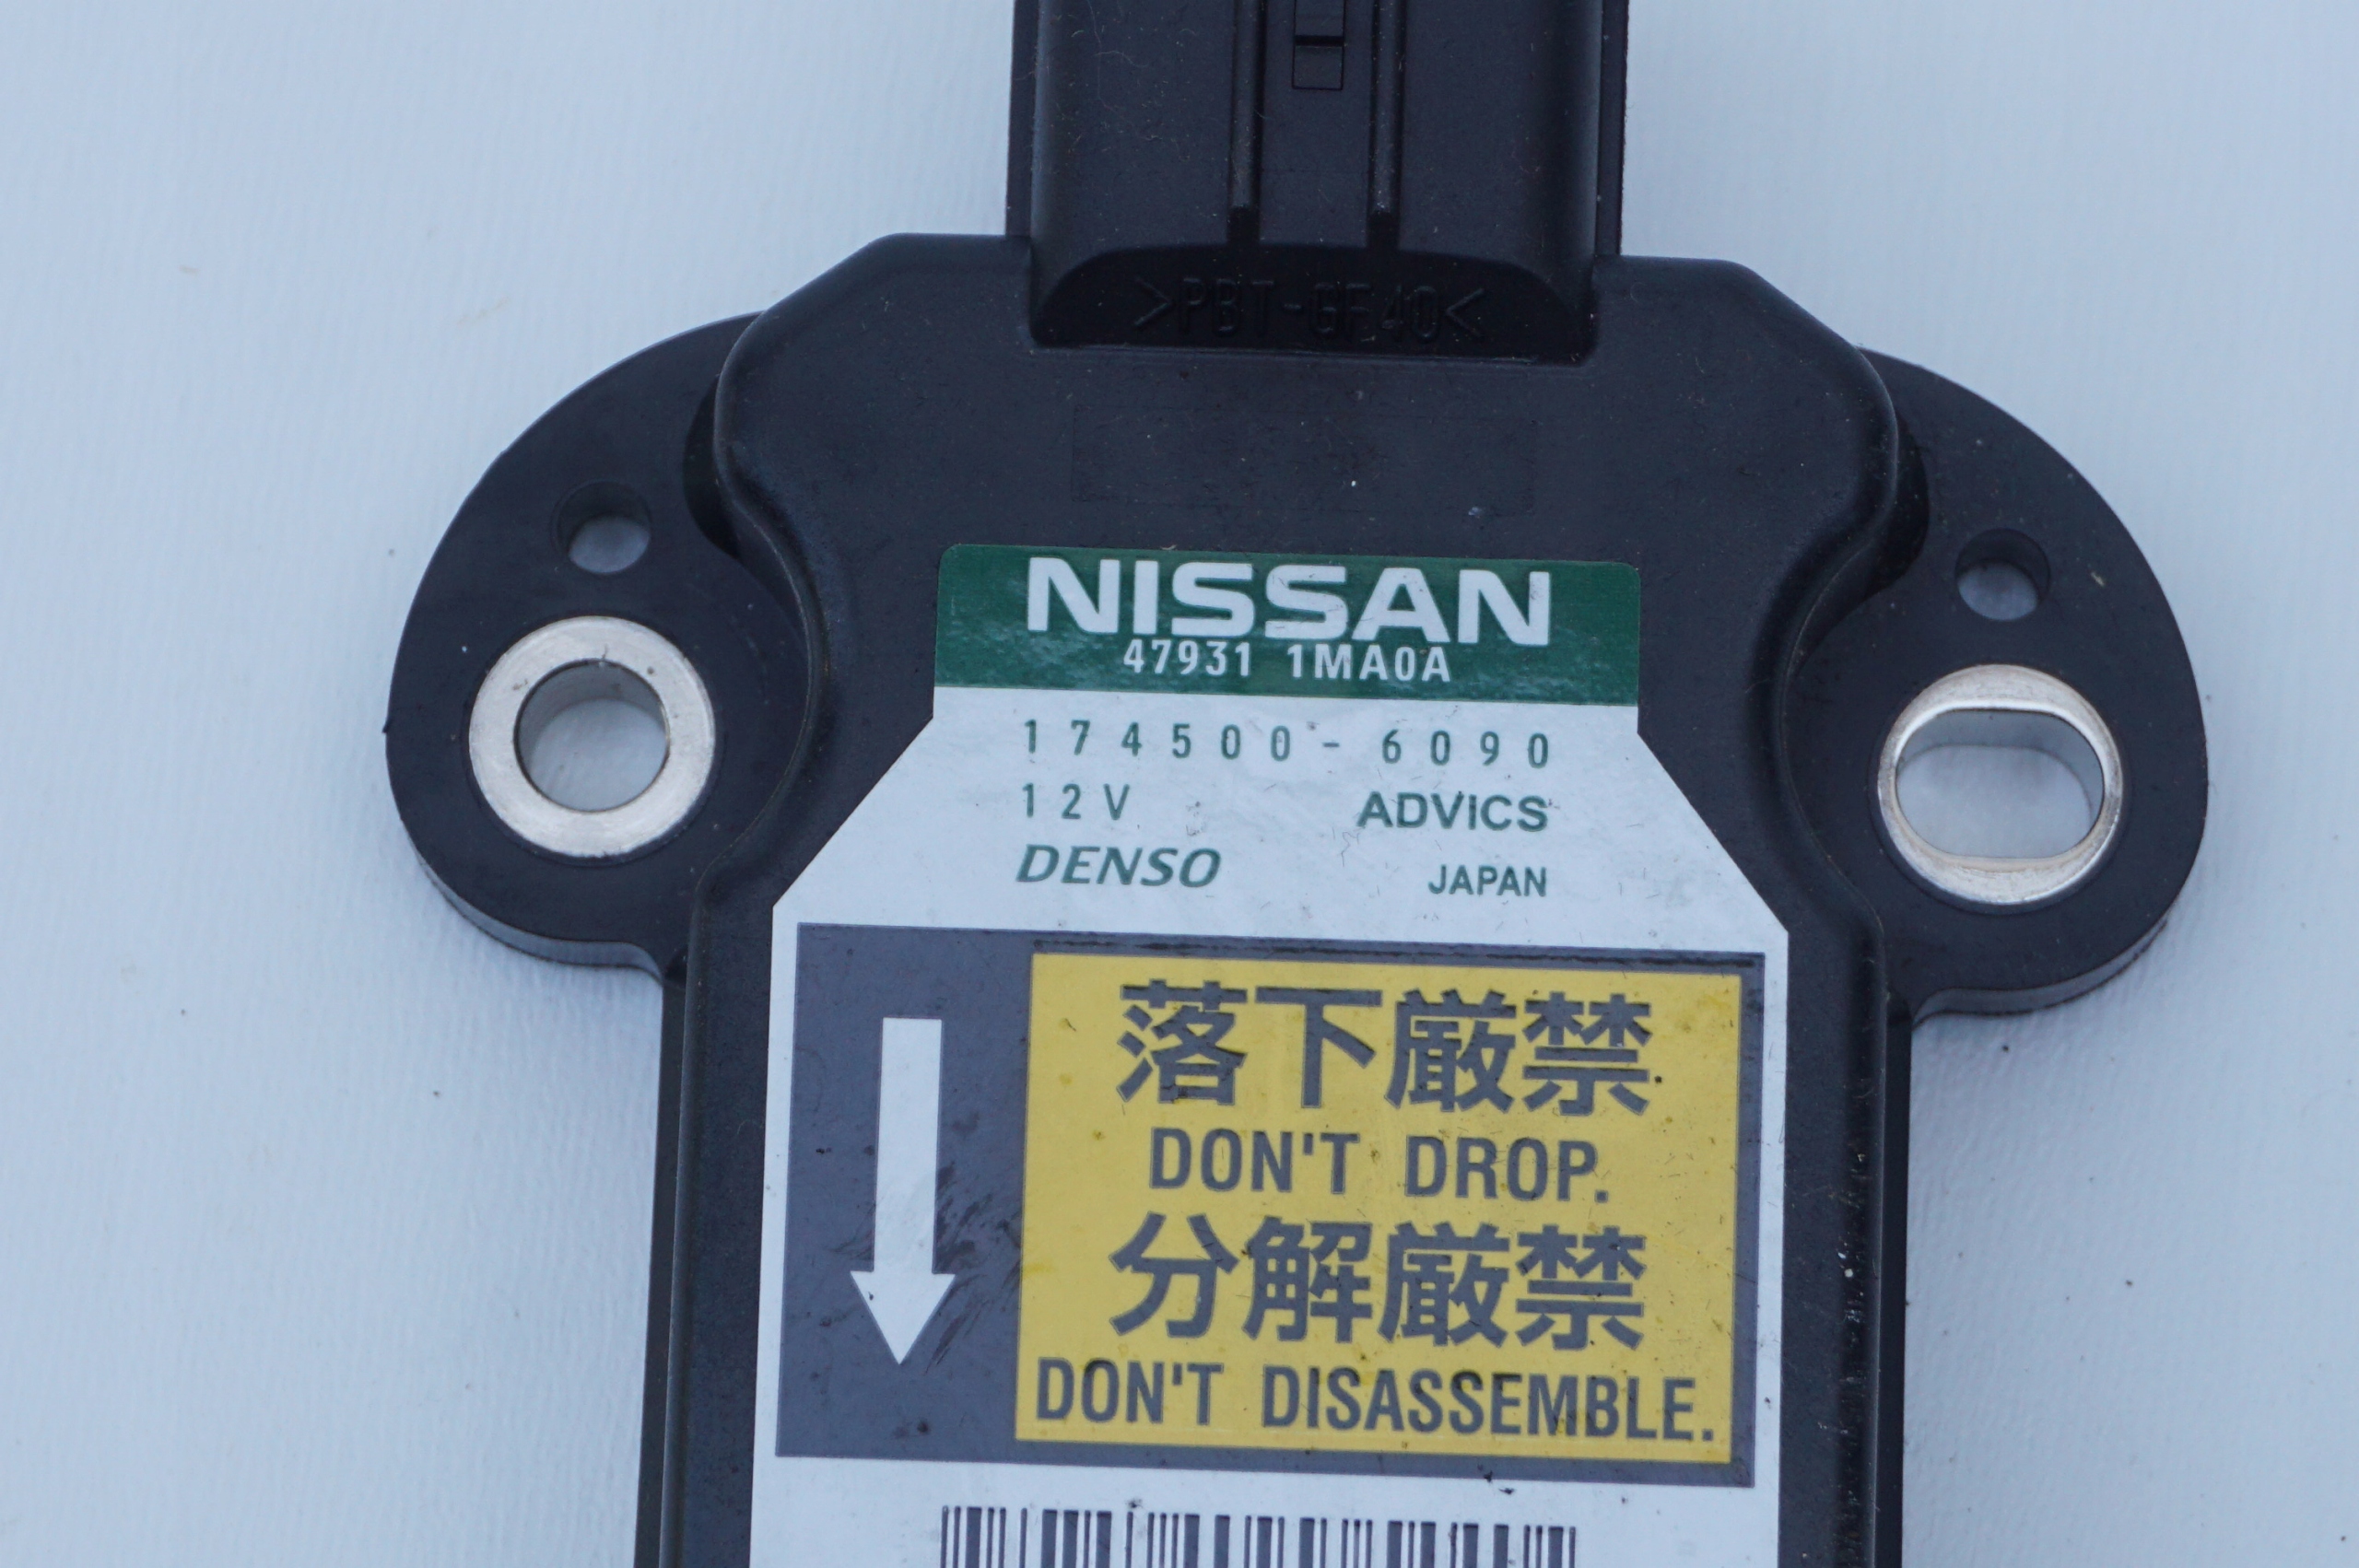 >PBT-GF40<
NISSAN
47931 1MA0A
174500-6090
12V ADVICS
DENSO JAPAN
落下厳禁
DON'T DROP.
分解厳禁
DON'T DISASSEMBLE.